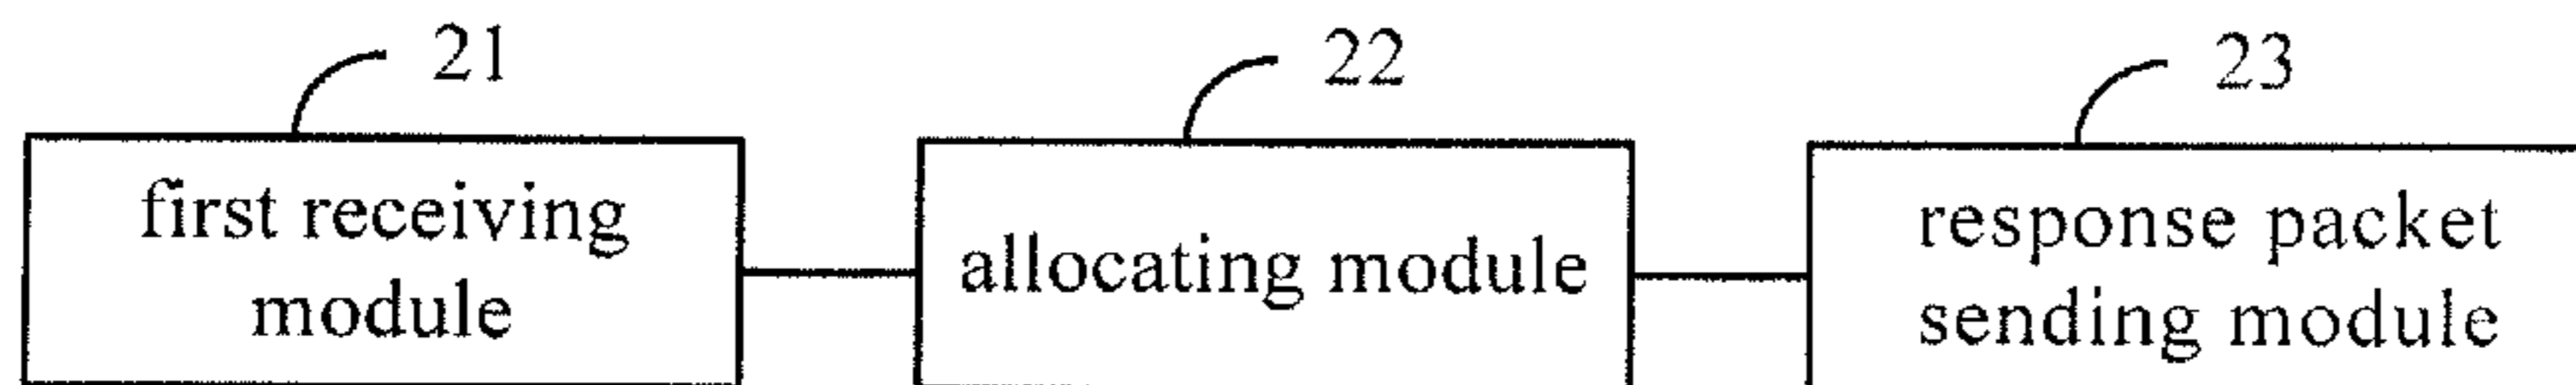 21
22
23
first receiving
module
allocating module
response packet
sending module